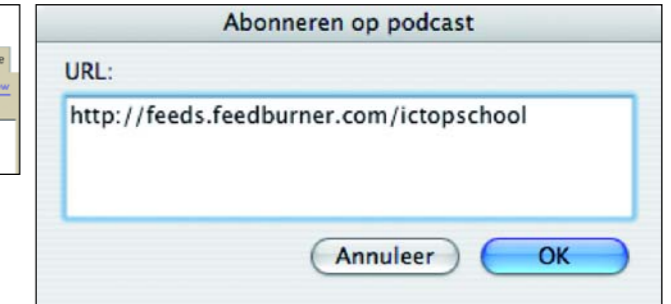 Abonneren op podcast
URL:
http://feeds.feedburner.com/ictopschool
Annuleer
OK